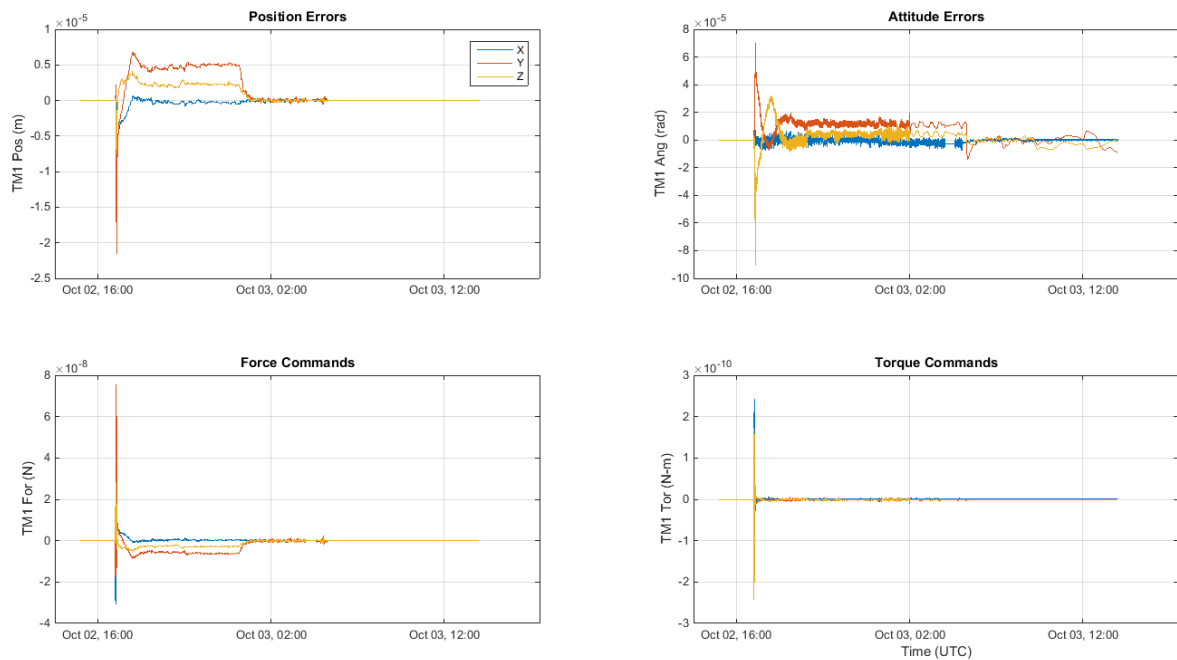 Position Errors
×10⁻⁵
1
0.5
0
-0.5
-1
-1.5
-2
-2.5
TM1 Pos (m)
X
Y
Z
Oct 02, 16:00 Oct 03, 02:00 Oct 03, 12:00
Attitude Errors
×10⁻⁵
8
6
4
2
0
-2
-4
-6
-8
-10
TM1 Ang (rad)
Oct 02, 16:00 Oct 03, 02:00 Oct 03, 12:00
Force Commands
×10⁻⁸
8
6
4
2
0
-2
-4
TM1 For (N)
Oct 02, 16:00 Oct 03, 02:00 Oct 03, 12:00
Torque Commands
×10⁻¹⁰
3
2
1
0
-1
-2
-3
TM1 Tor (N-m)
Oct 02, 16:00 Oct 03, 02:00 Oct 03, 12:00
Time (UTC)